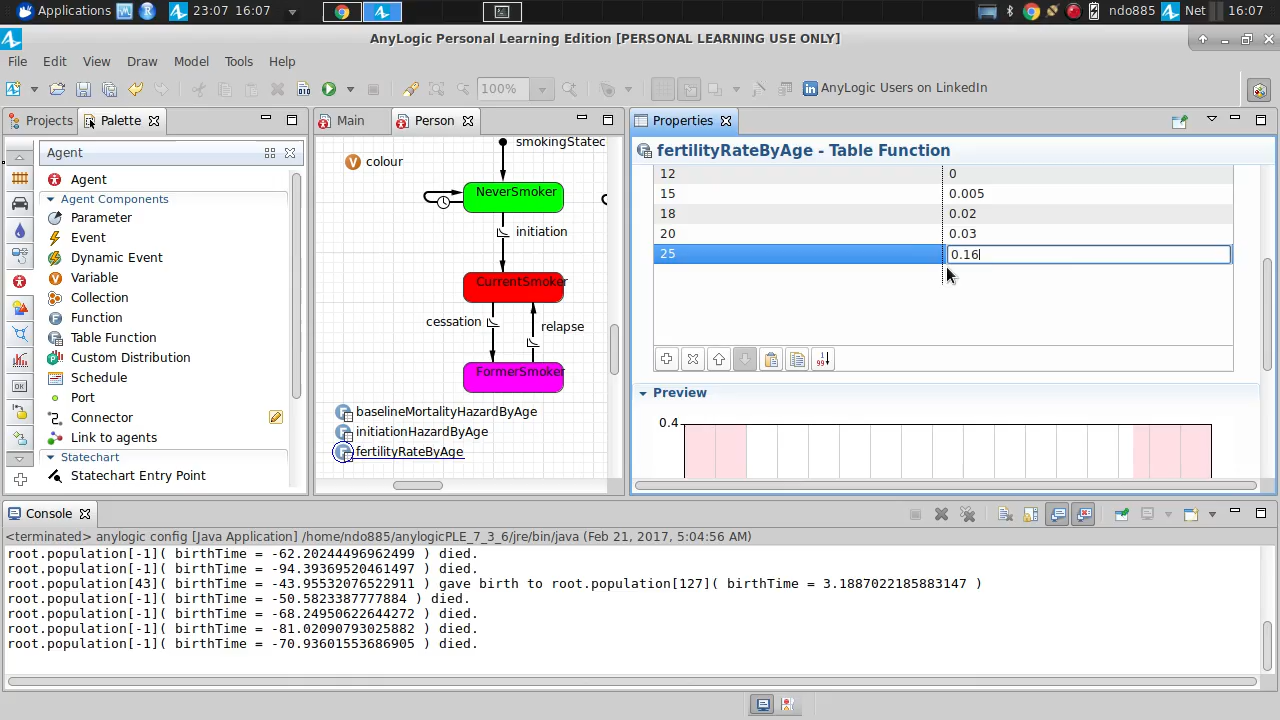 Applications 23:07 16:07 ndo885 Net 16:07
AnyLogic Personal Learning Edition [PERSONAL LEARNING USE ONLY]
File Edit View Draw Model Tools Help
100% AnyLogic Users on LinkedIn
Projects Palette
Agent
Agent
Agent Components
Parameter
Event
Dynamic Event
Variable
Collection
Function
Table Function
Custom Distribution
Schedule
Port
Connector
Link to agents
Statechart
Statechart Entry Point
Main Person
smokingStatec
colour
NeverSmoker
initiation
CurrentSmoker
cessation
relapse
FormerSmoker
baselineMortalityHazardByAge
initiationHazardByAge
fertilityRateByAge
Properties
fertilityRateByAge - Table Function
12 0
15 0.005
18 0.02
20 0.03
25 0.16
Preview
0.4
Console
<terminated> anylogic config [Java Application] /home/ndo885/anylogicPLE_7_3_6/jre/bin/java (Feb 21, 2017, 5:04:56 AM)
root.population[-1]( birthTime = -62.20244496962499 ) died.
root.population[-1]( birthTime = -94.39369520461497 ) died.
root.population[43]( birthTime = -43.95532076522911 ) gave birth to root.population[127]( birthTime = 3.1887022185883147 )
root.population[-1]( birthTime = -50.5823387777884 ) died.
root.population[-1]( birthTime = -68.24950622644272 ) died.
root.population[-1]( birthTime = -81.02090793025882 ) died.
root.population[-1]( birthTime = -70.93601553686905 ) died.